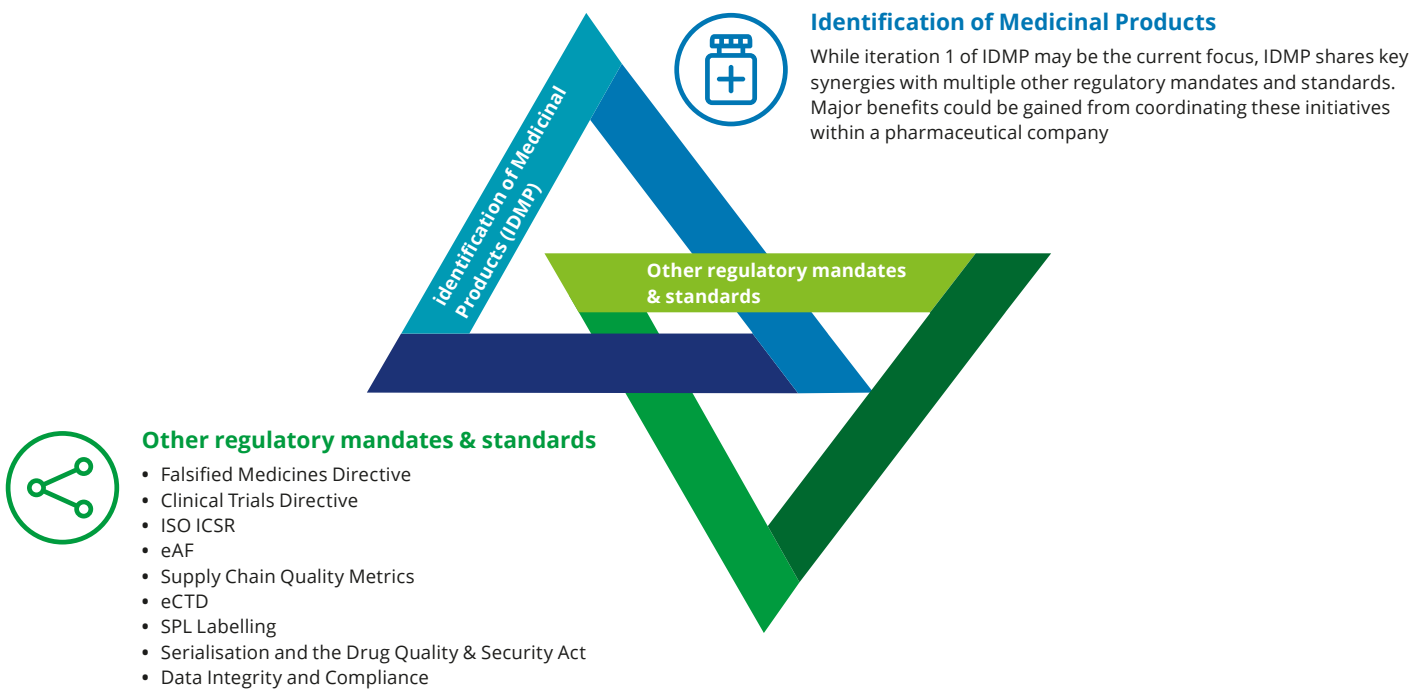 Identification of Medicinal Products
While iteration 1 of IDMP may be the current focus, IDMP shares key
synergies with multiple other regulatory mandates and standards.
Major benefits could be gained from coordinating these initiatives
within a pharmaceutical company
identification of Medicinal
Products (IDMP)
Other regulatory mandates
& standards
Other regulatory mandates & standards
• Falsified Medicines Directive
• Clinical Trials Directive
• ISO ICSR
• eAF
• Supply Chain Quality Metrics
• eCTD
• SPL Labelling
• Serialisation and the Drug Quality & Security Act
• Data Integrity and Compliance